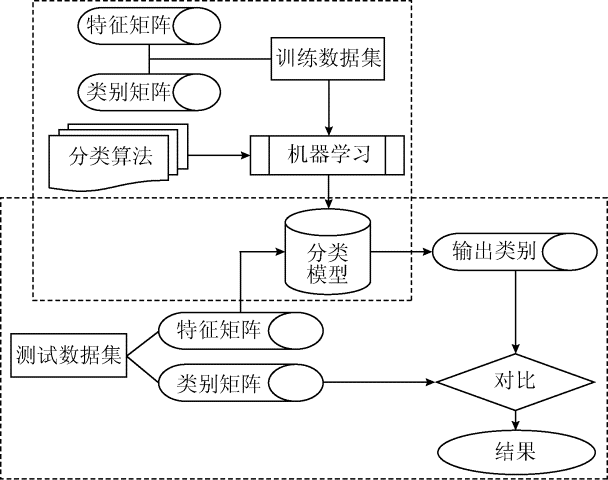 特征矩阵
训练数据集
类别矩阵
分类算法
机器学习
分类
模型
输出类别
特征矩阵
测试数据集
类别矩阵
对比
结果